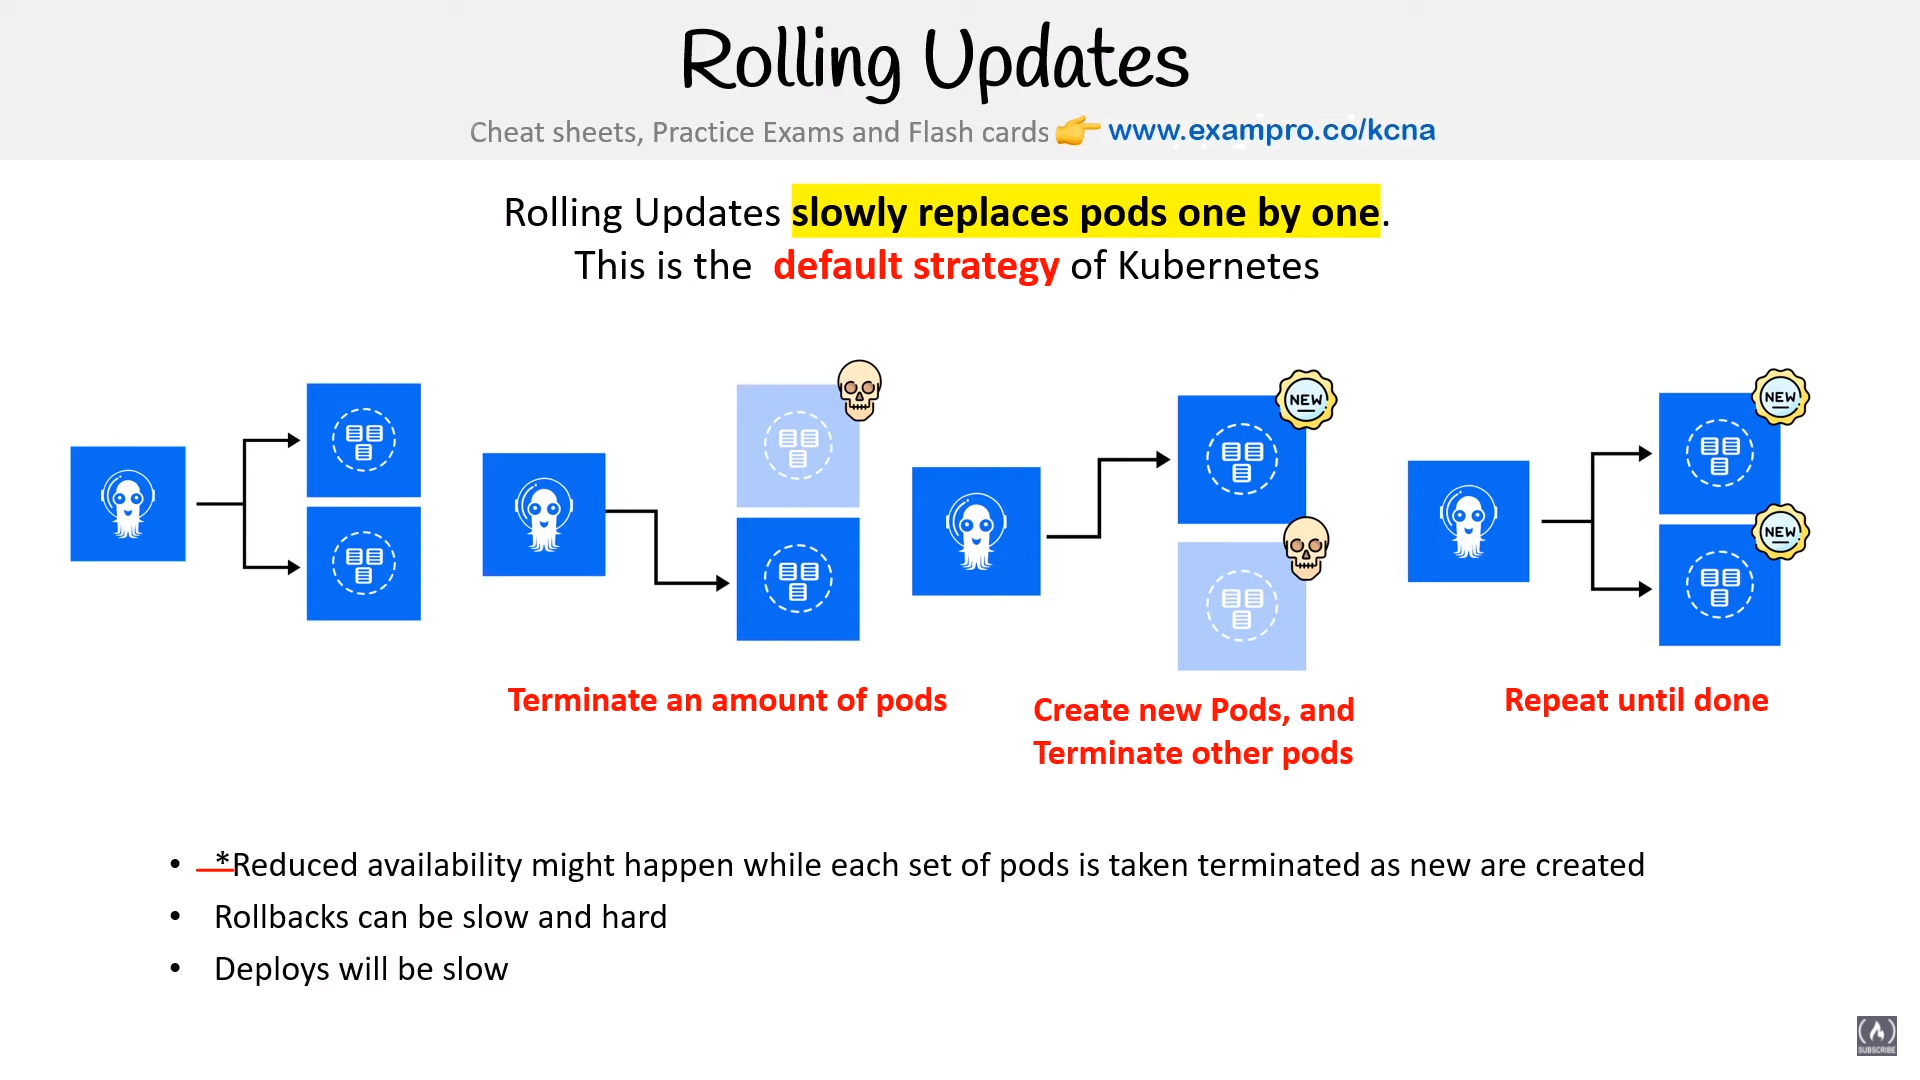 Rolling Updates
Cheat sheets, Practice Exams and Flash cards 👉 www.exampro.co/kcna
Rolling Updates slowly replaces pods one by one.
This is the default strategy of Kubernetes
NEW
NEW
NEW
Terminate an amount of pods
Create new Pods, and
Terminate other pods
Repeat until done
• *Reduced availability might happen while each set of pods is taken terminated as new are created
• Rollbacks can be slow and hard
• Deploys will be slow
SUBSCRIBE